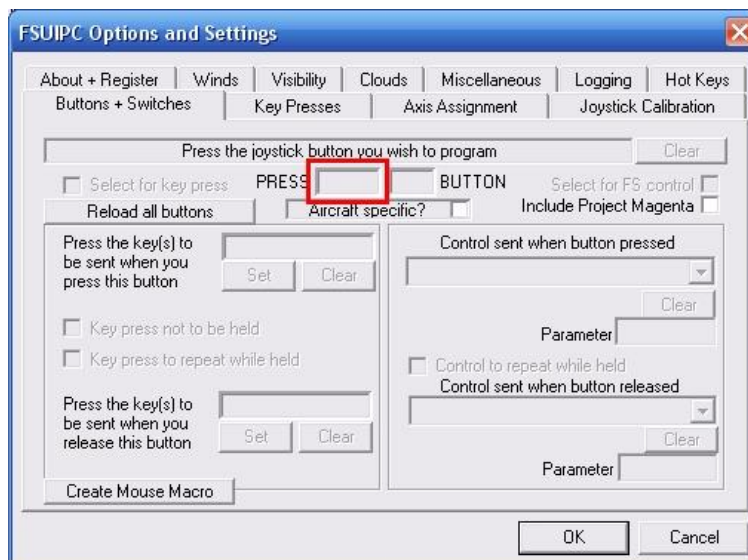 FSUIPC Options and Settings
About + Register Winds Visibility Clouds Miscellaneous Logging Hot Keys
Buttons + Switches Key Presses Axis Assignment Joystick Calibration
Press the joystick button you wish to program Clear
Select for key press PRESS BUTTON Select for FS control
Reload all buttons Aircraft specific? Include Project Magenta
Press the key(s) to
be sent when you
press this button
Set Clear
Key press not to be held
Key press to repeat while held
Press the key(s) to
be sent when you
release this button
Set Clear
Create Mouse Macro
Control sent when button pressed
Clear
Parameter
Control to repeat while held
Control sent when button released
Clear
Parameter
OK Cancel